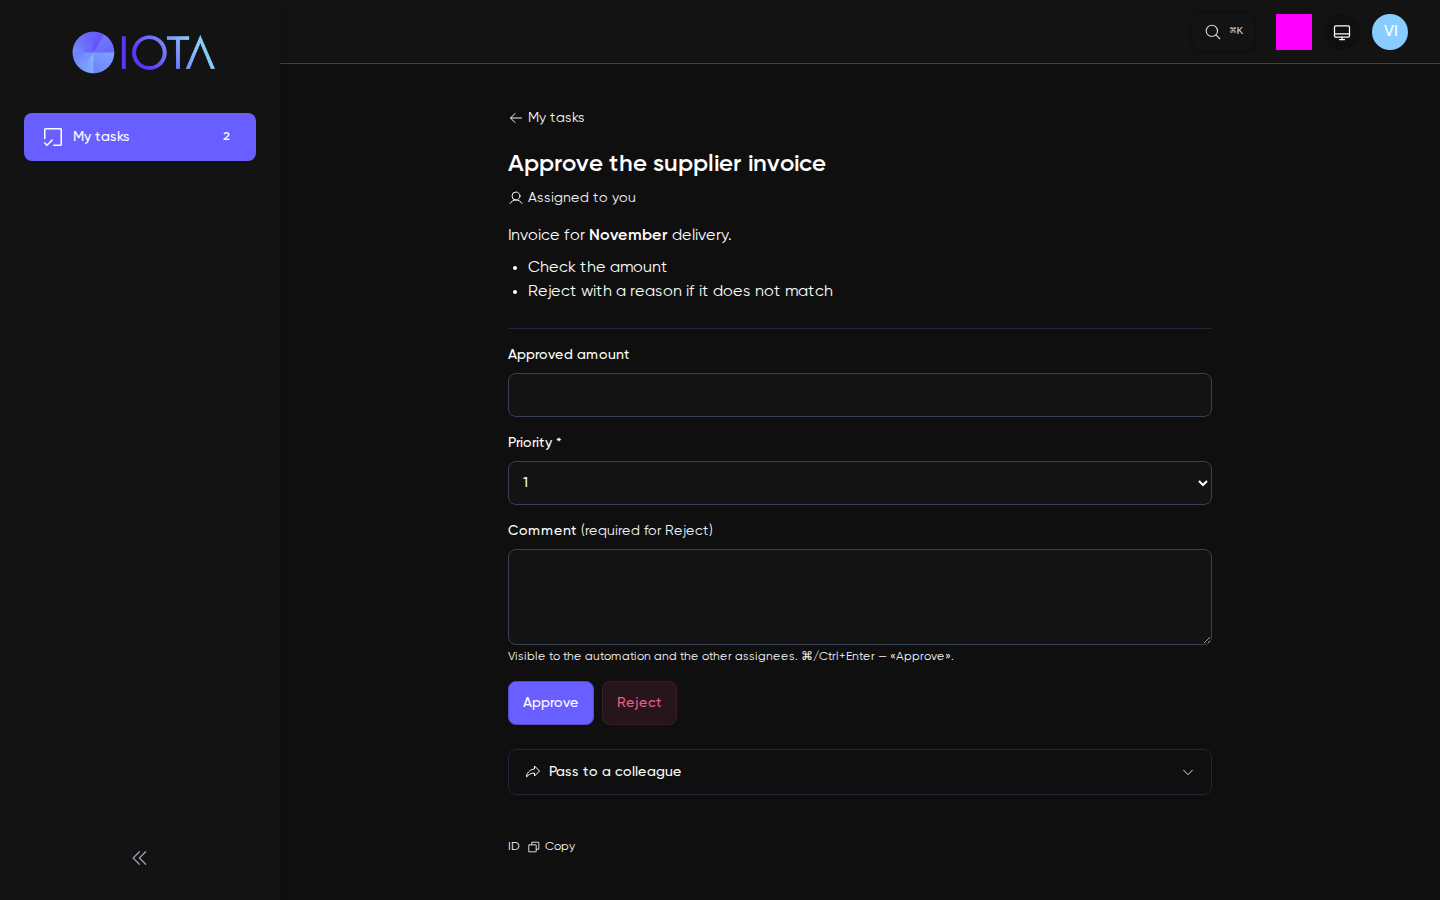 IOTA
⌘K
VI
My tasks
2
My tasks
Approve the supplier invoice
Assigned to you
Invoice for November delivery.
• Check the amount
• Reject with a reason if it does not match
Approved amount
Priority *
1
Comment (required for Reject)
Visible to the automation and the other assignees. ⌘/Ctrl+Enter — «Approve».
Approve
Reject
Pass to a colleague
ID
Copy